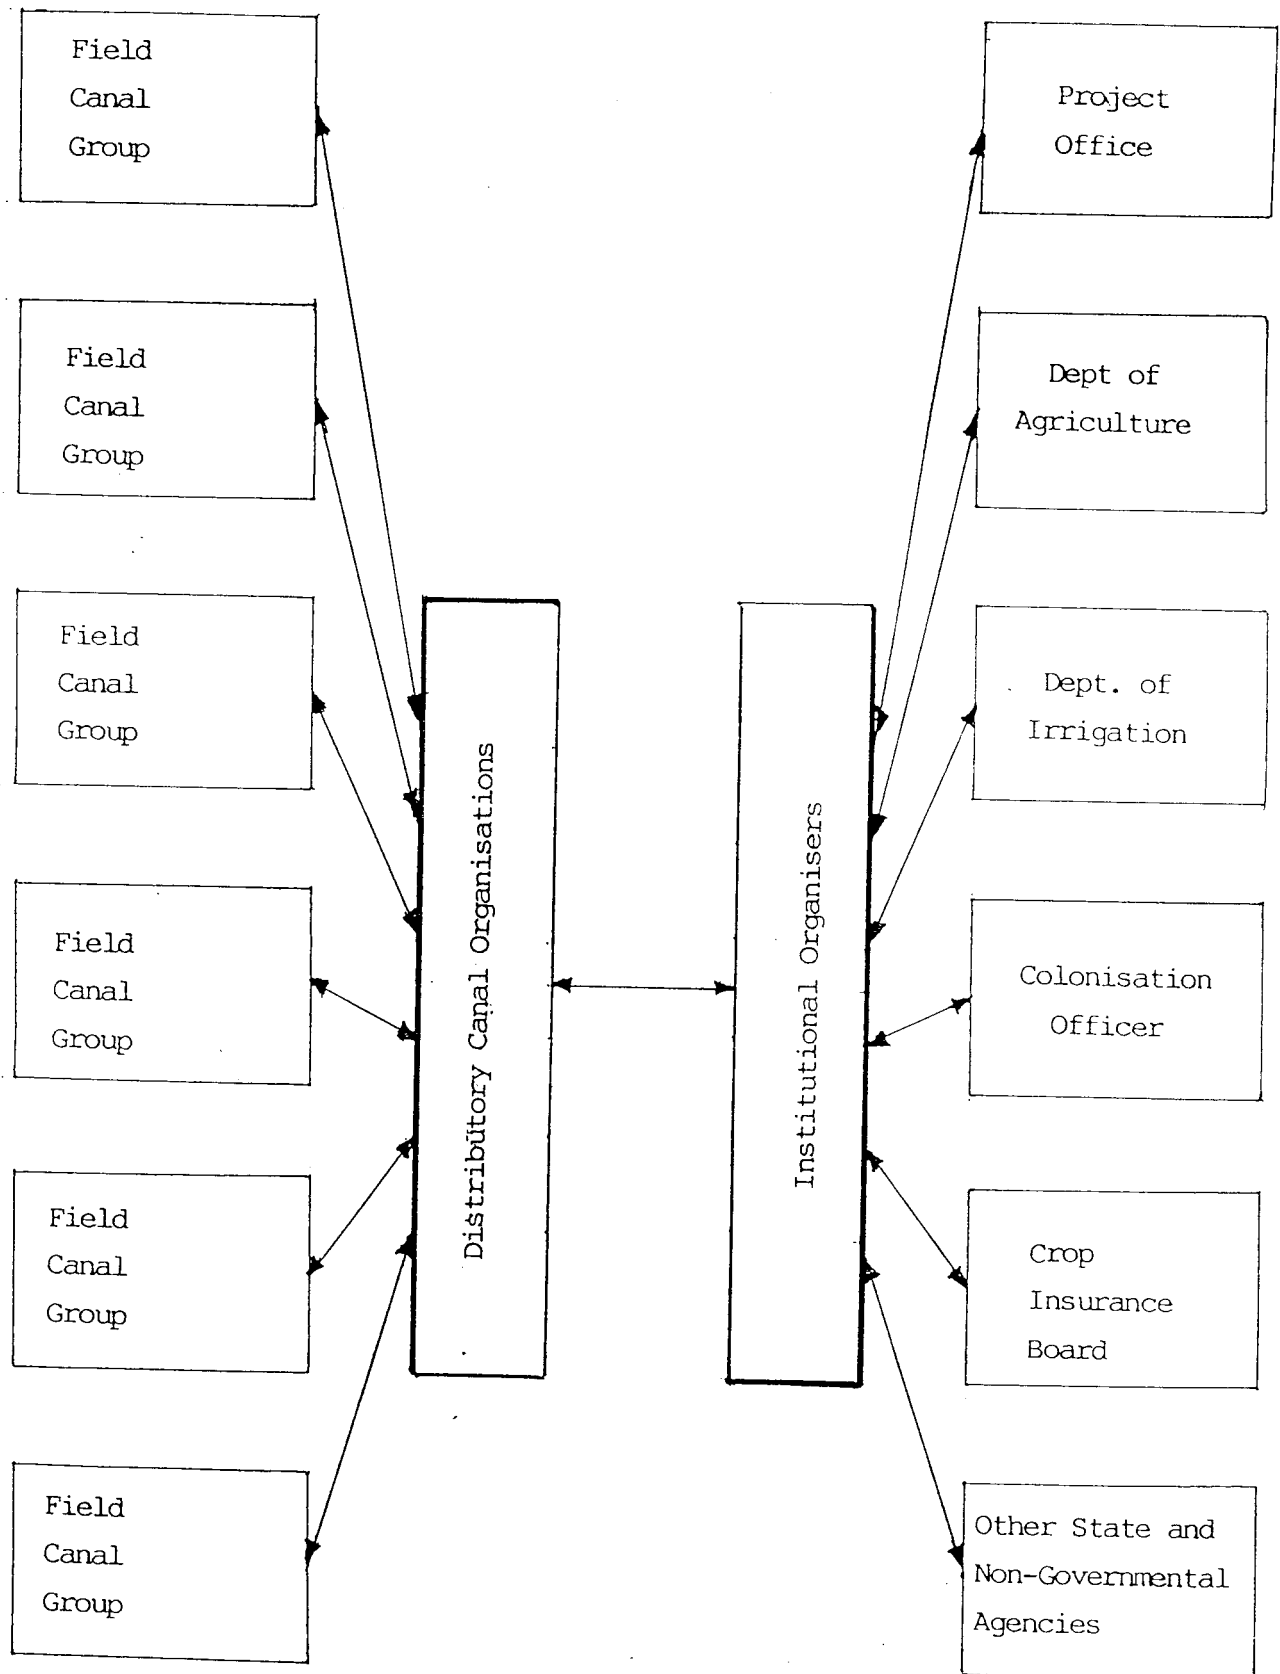 Field
Canal
Group
Field
Canal
Group
Field
Canal
Group
Field
Canal
Group
Field
Canal
Group
Field
Canal
Group
Distributory Canal Organisations
Institutional Organisers
Project
Office
Dept of
Agriculture
Dept. of
Irrigation
Colonisation
Officer
Crop
Insurance
Board
Other State and
Non-Governmental
Agencies